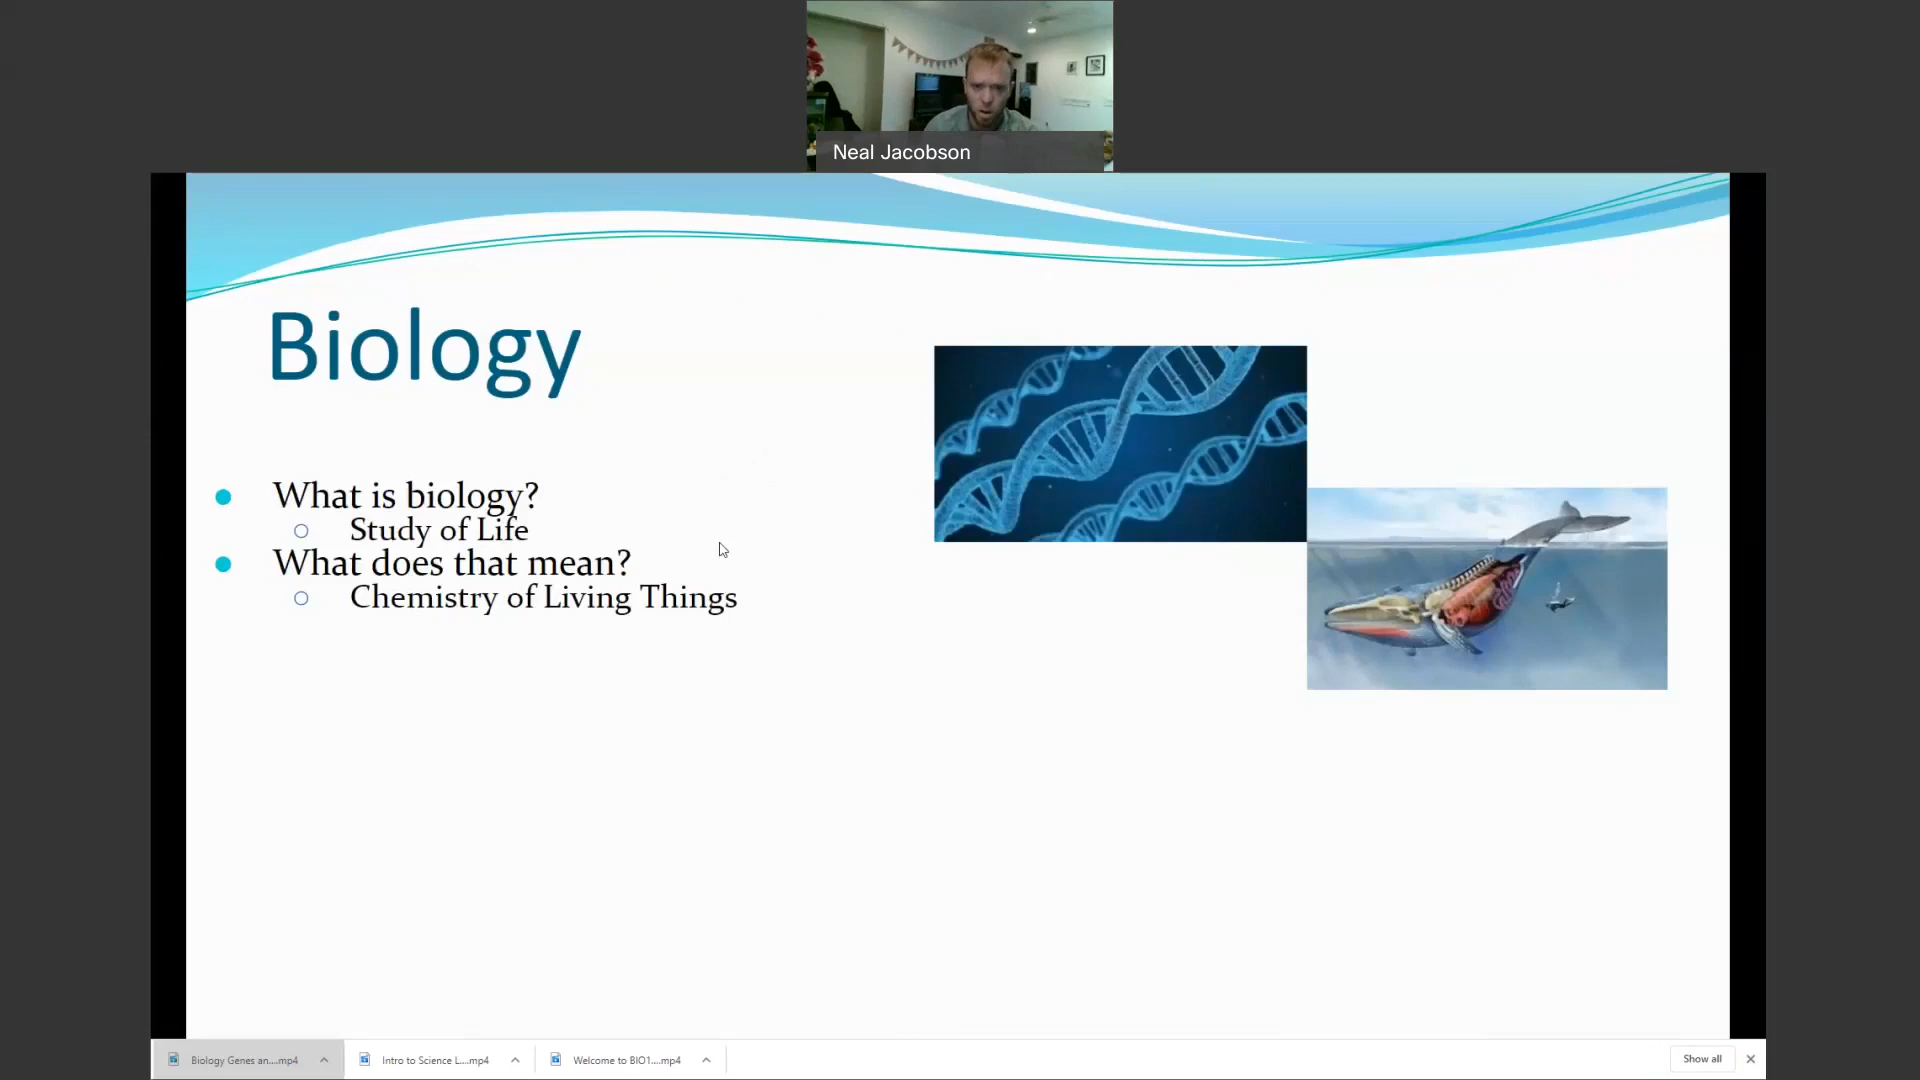 Neal Jacobson
Biology
What is biology?
Study of Life
What does that mean?
Chemistry of Living Things
Biology Genes an....mp4
Intro to Science L....mp4
Welcome to BIO1....mp4
Show all